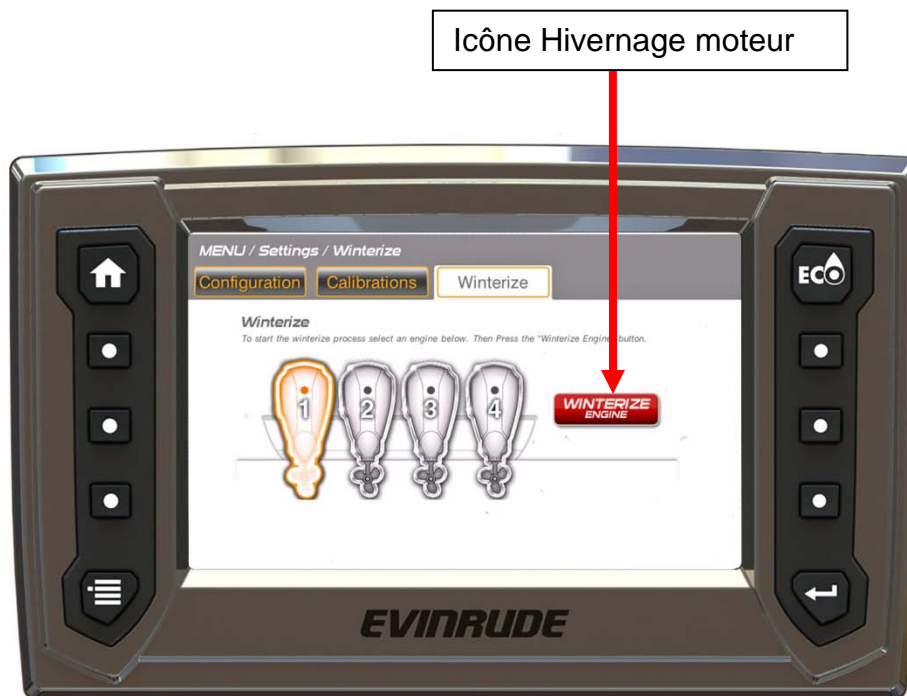 Icône Hivernage moteur
MENU / Settings / Winterize
Configuration Calibrations Winterize
Winterize
To start the winterize process select an engine below. Then Press the "Winterize Engine" button.
1 2 3 4
WINTERIZE
ENGINE
ECO
EVINRUDE